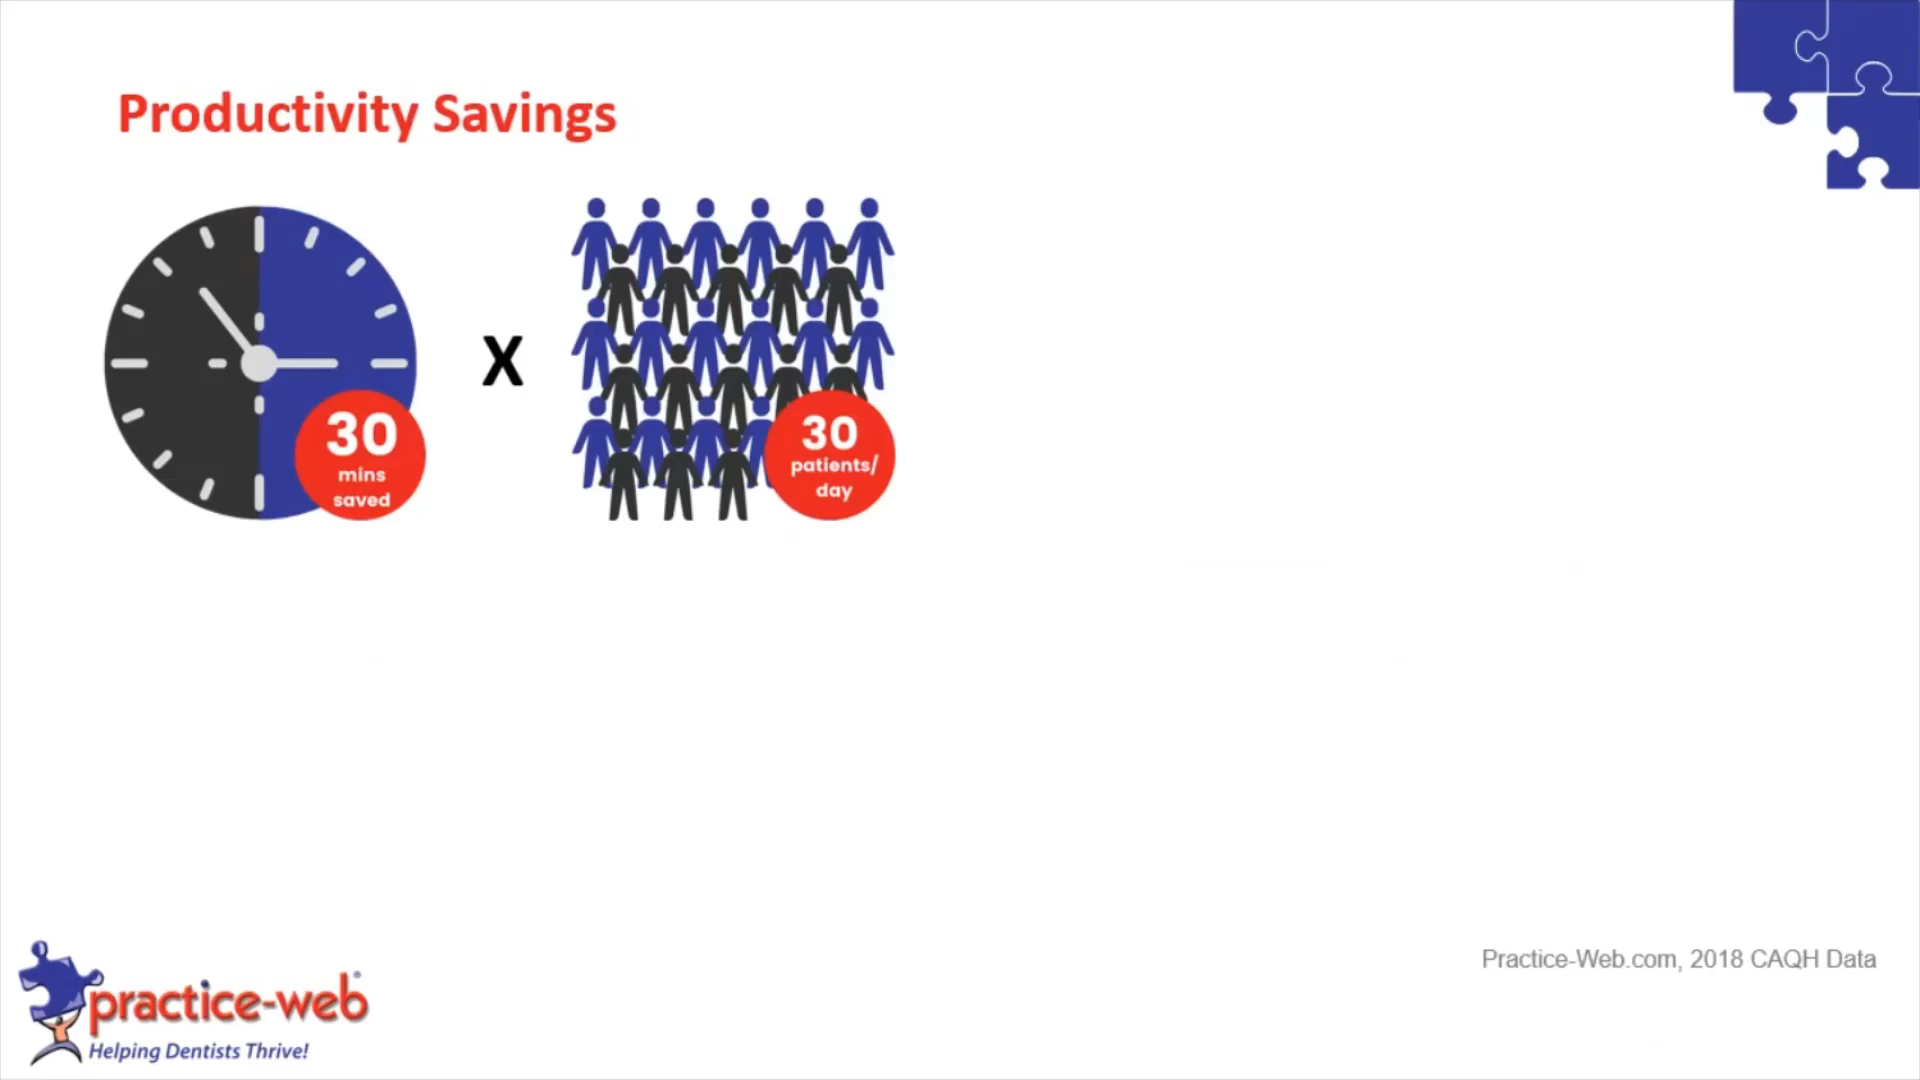 Productivity Savings
30
mins
saved
X
30
patients/
day
Practice-Web.com, 2018 CAQH Data
practice-web®
Helping Dentists Thrive!